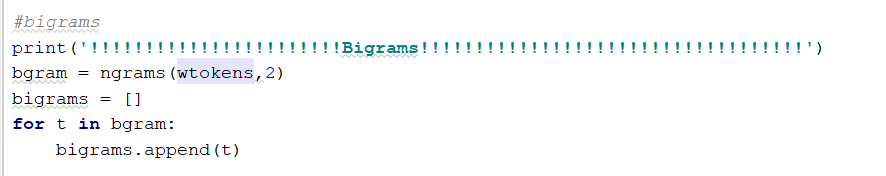 #bigrams
print('!!!!!!!!!!!!!!!!!!!!!!!Bigrams!!!!!!!!!!!!!!!!!!!!!!!!!!!!!!!!!!!')
bgram = ngrams(wtokens,2)
bigrams = []
for t in bgram:
    bigrams.append(t)